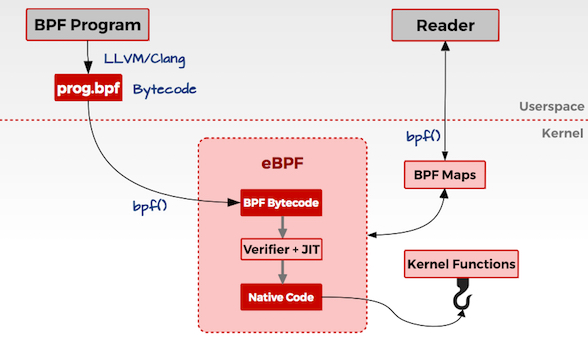 BPF Program
Reader
LLVM/Clang
prog.bpf
Bytecode
Userspace
Kernel
bpf()
eBPF
BPF Maps
BPF Bytecode
bpf()
Verifier + JIT
Kernel Functions
Native Code